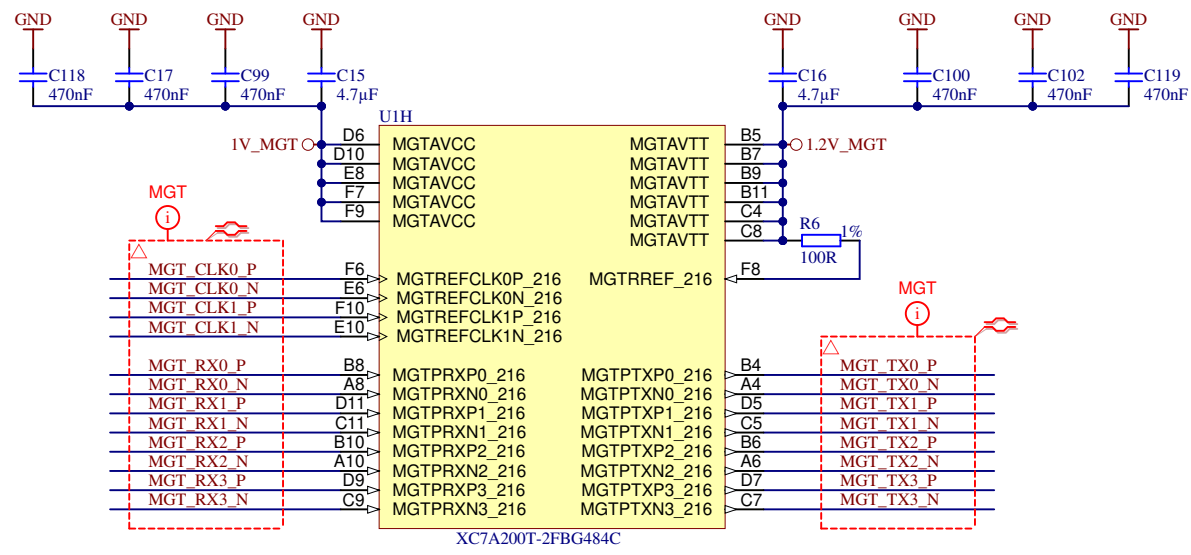 GND GND GND GND GND GND GND GND
C118 C17 C99 C15 C16 C100 C102 C119
470nF 470nF 470nF 4.7µF 4.7µF 470nF 470nF 470nF
U1H
1V_MGT D6 MGTAVCC MGTAVTT B5 1.2V_MGT
D10 MGTAVCC MGTAVTT B7
E8 MGTAVCC MGTAVTT B9
F7 MGTAVCC MGTAVTT B11
F9 MGTAVCC MGTAVTT C4
MGTAVTT C8 R6 1%
100R
MGT
i
MGT_CLK0_P F6 MGTREFCLK0P_216 MGTRREF_216 F8
MGT_CLK0_N E6 MGTREFCLK0N_216
MGT_CLK1_P F10 MGTREFCLK1P_216
MGT_CLK1_N E10 MGTREFCLK1N_216
MGT
i
MGT_RX0_P B8 MGTPRXP0_216 MGTPTXP0_216 B4 MGT_TX0_P
MGT_RX0_N A8 MGTPRXN0_216 MGTPTXN0_216 A4 MGT_TX0_N
MGT_RX1_P D11 MGTPRXP1_216 MGTPTXP1_216 D5 MGT_TX1_P
MGT_RX1_N C11 MGTPRXN1_216 MGTPTXN1_216 C5 MGT_TX1_N
MGT_RX2_P B10 MGTPRXP2_216 MGTPTXP2_216 B6 MGT_TX2_P
MGT_RX2_N A10 MGTPRXN2_216 MGTPTXN2_216 A6 MGT_TX2_N
MGT_RX3_P D9 MGTPRXP3_216 MGTPTXP3_216 D7 MGT_TX3_P
MGT_RX3_N C9 MGTPRXN3_216 MGTPTXN3_216 C7 MGT_TX3_N
XC7A200T-2FBG484C